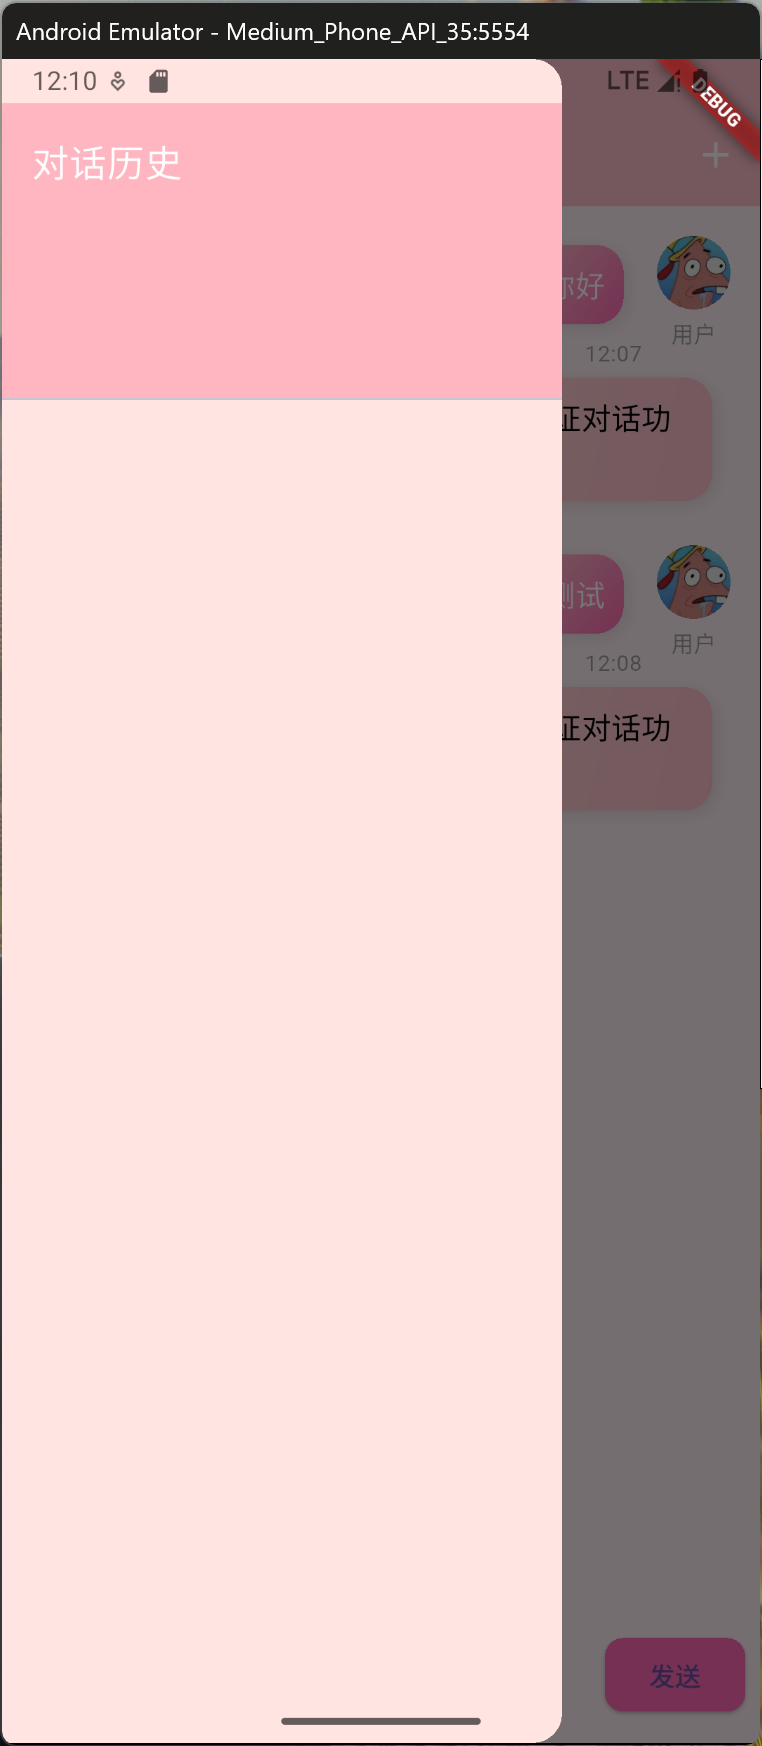 Android Emulator - Medium_Phone_API_35:5554
12:10
LTE
DEBUG
对话历史
+
你好
用户
12:07
证对话功
测试
用户
12:08
证对话功
发送